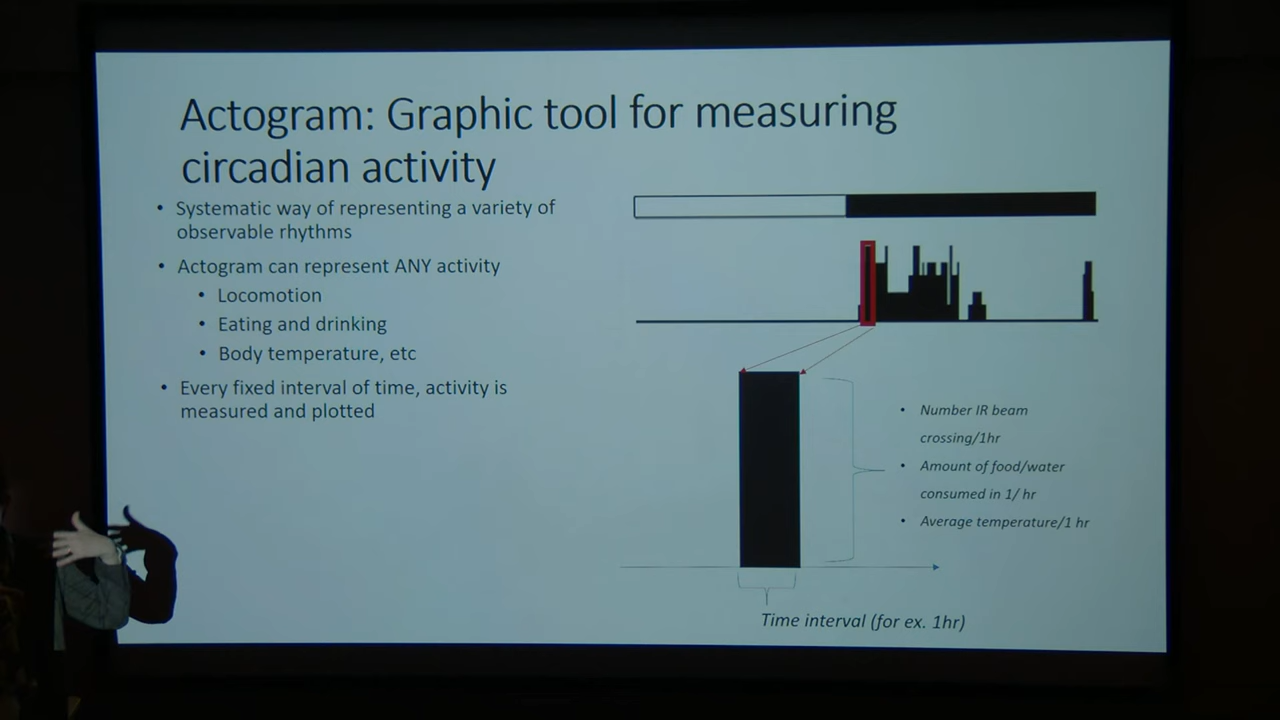 Actogram: Graphic tool for measuring
circadian activity
• Systematic way of representing a variety of
observable rhythms
• Actogram can represent ANY activity
• Locomotion
• Eating and drinking
• Body temperature, etc
• Every fixed interval of time, activity is
measured and plotted
• Number IR beam
crossing/1hr
• Amount of food/water
consumed in 1/ hr
• Average temperature/1 hr
Time interval (for ex. 1hr)